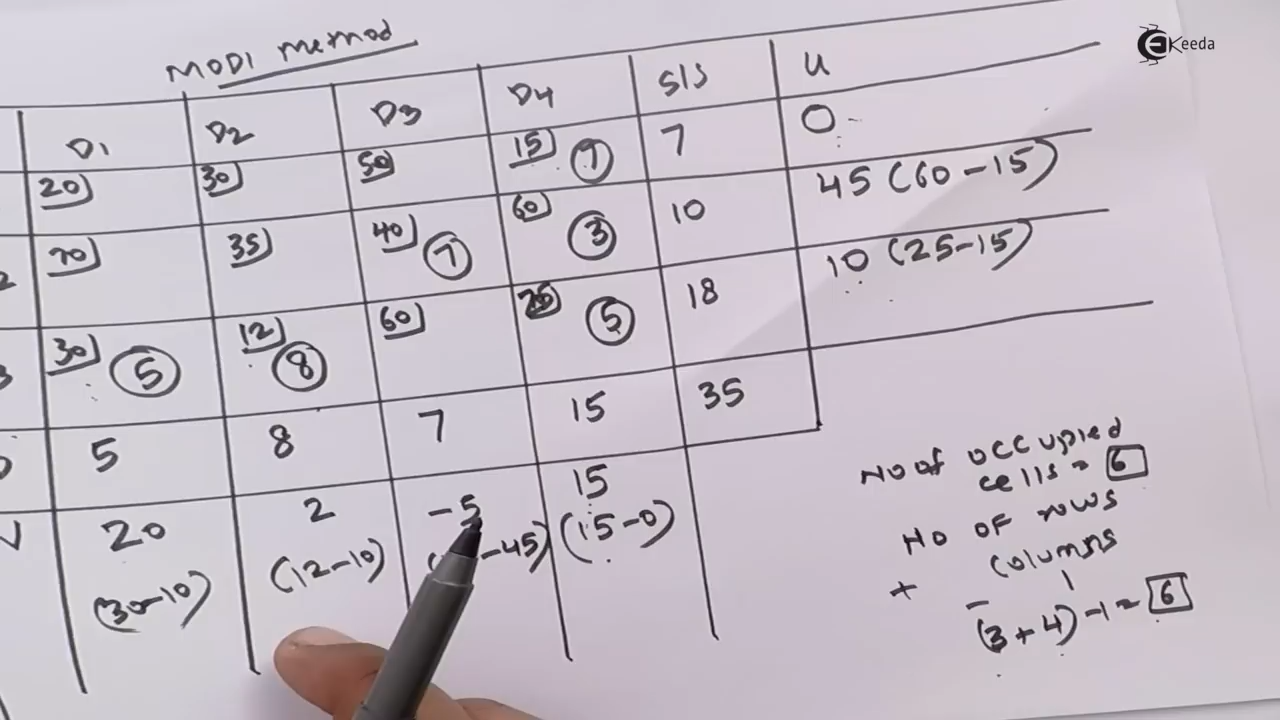 MODI Method
EKeeda
D1 D2 D3 D4 S/S U
20 30 50 15 7 7 0
2 70 35 40 7 60 3 10 45 (60-15)
3 30 5 12 8 60 5 18 10 (25-15)
D 5 8 7 15 35
V 20 2 -5 15
(30-10) (12-10) -45) (15-0)
No of occupied
cells = 6
No of rows
+ columns
- 1
(3+4)-1= 6